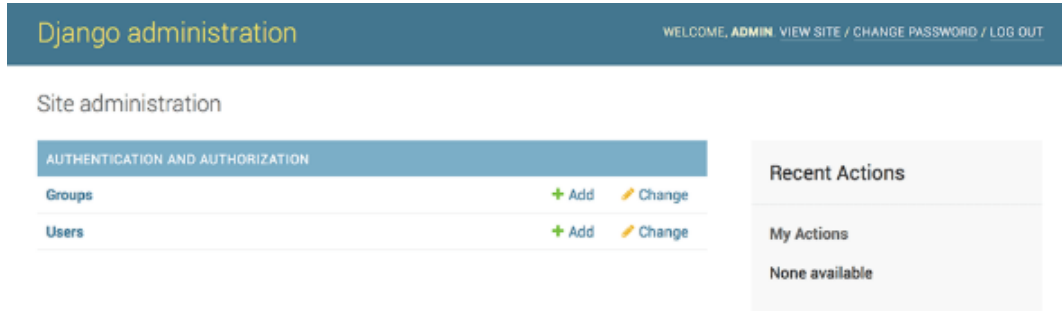 Django administration
WELCOME, ADMIN. VIEW SITE / CHANGE PASSWORD / LOG OUT
Site administration
AUTHENTICATION AND AUTHORIZATION
Groups + Add Change
Users + Add Change
Recent Actions
My Actions
None available